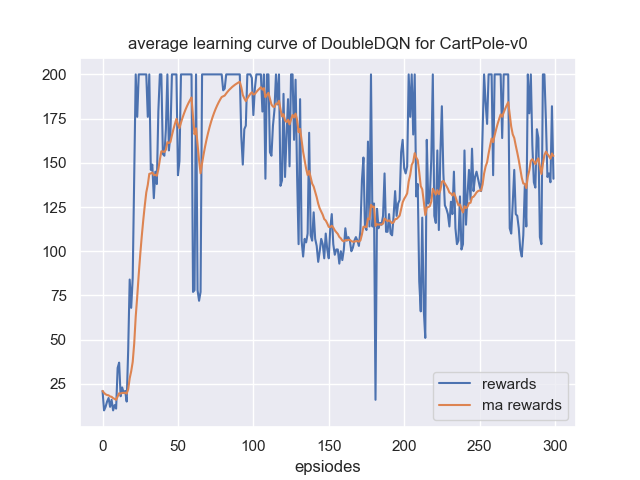 average learning curve of DoubleDQN for CartPole-v0
200
175
150
125
100
75
50
25
0 50 100 150 200 250 300
epsiodes
rewards
ma rewards